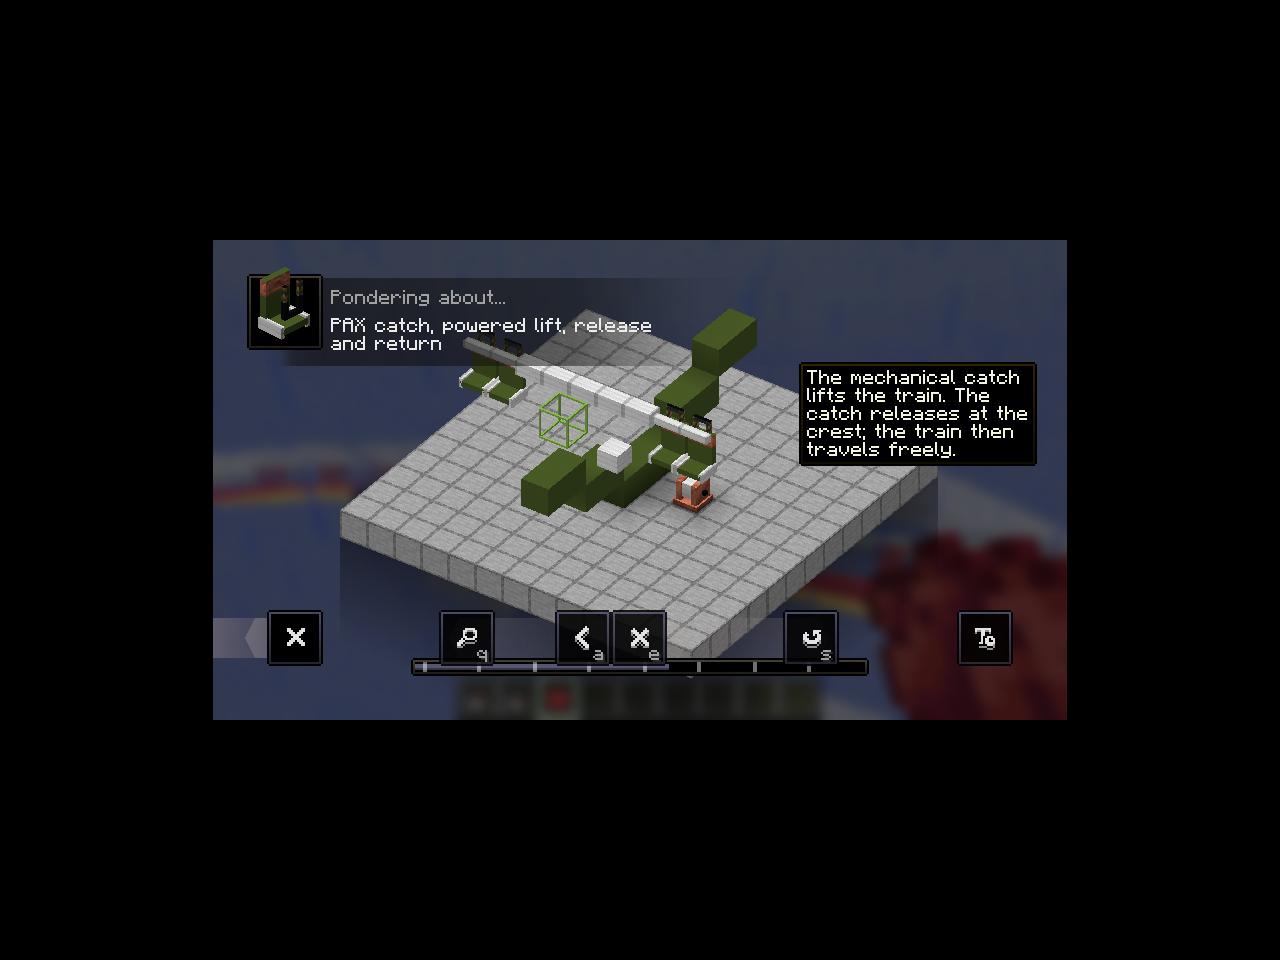 Pondering about...
PAX catch, powered lift, release
and return
The mechanical catch
lifts the train. The
catch releases at the
crest; the train then
travels freely.
q
a
e
s
T